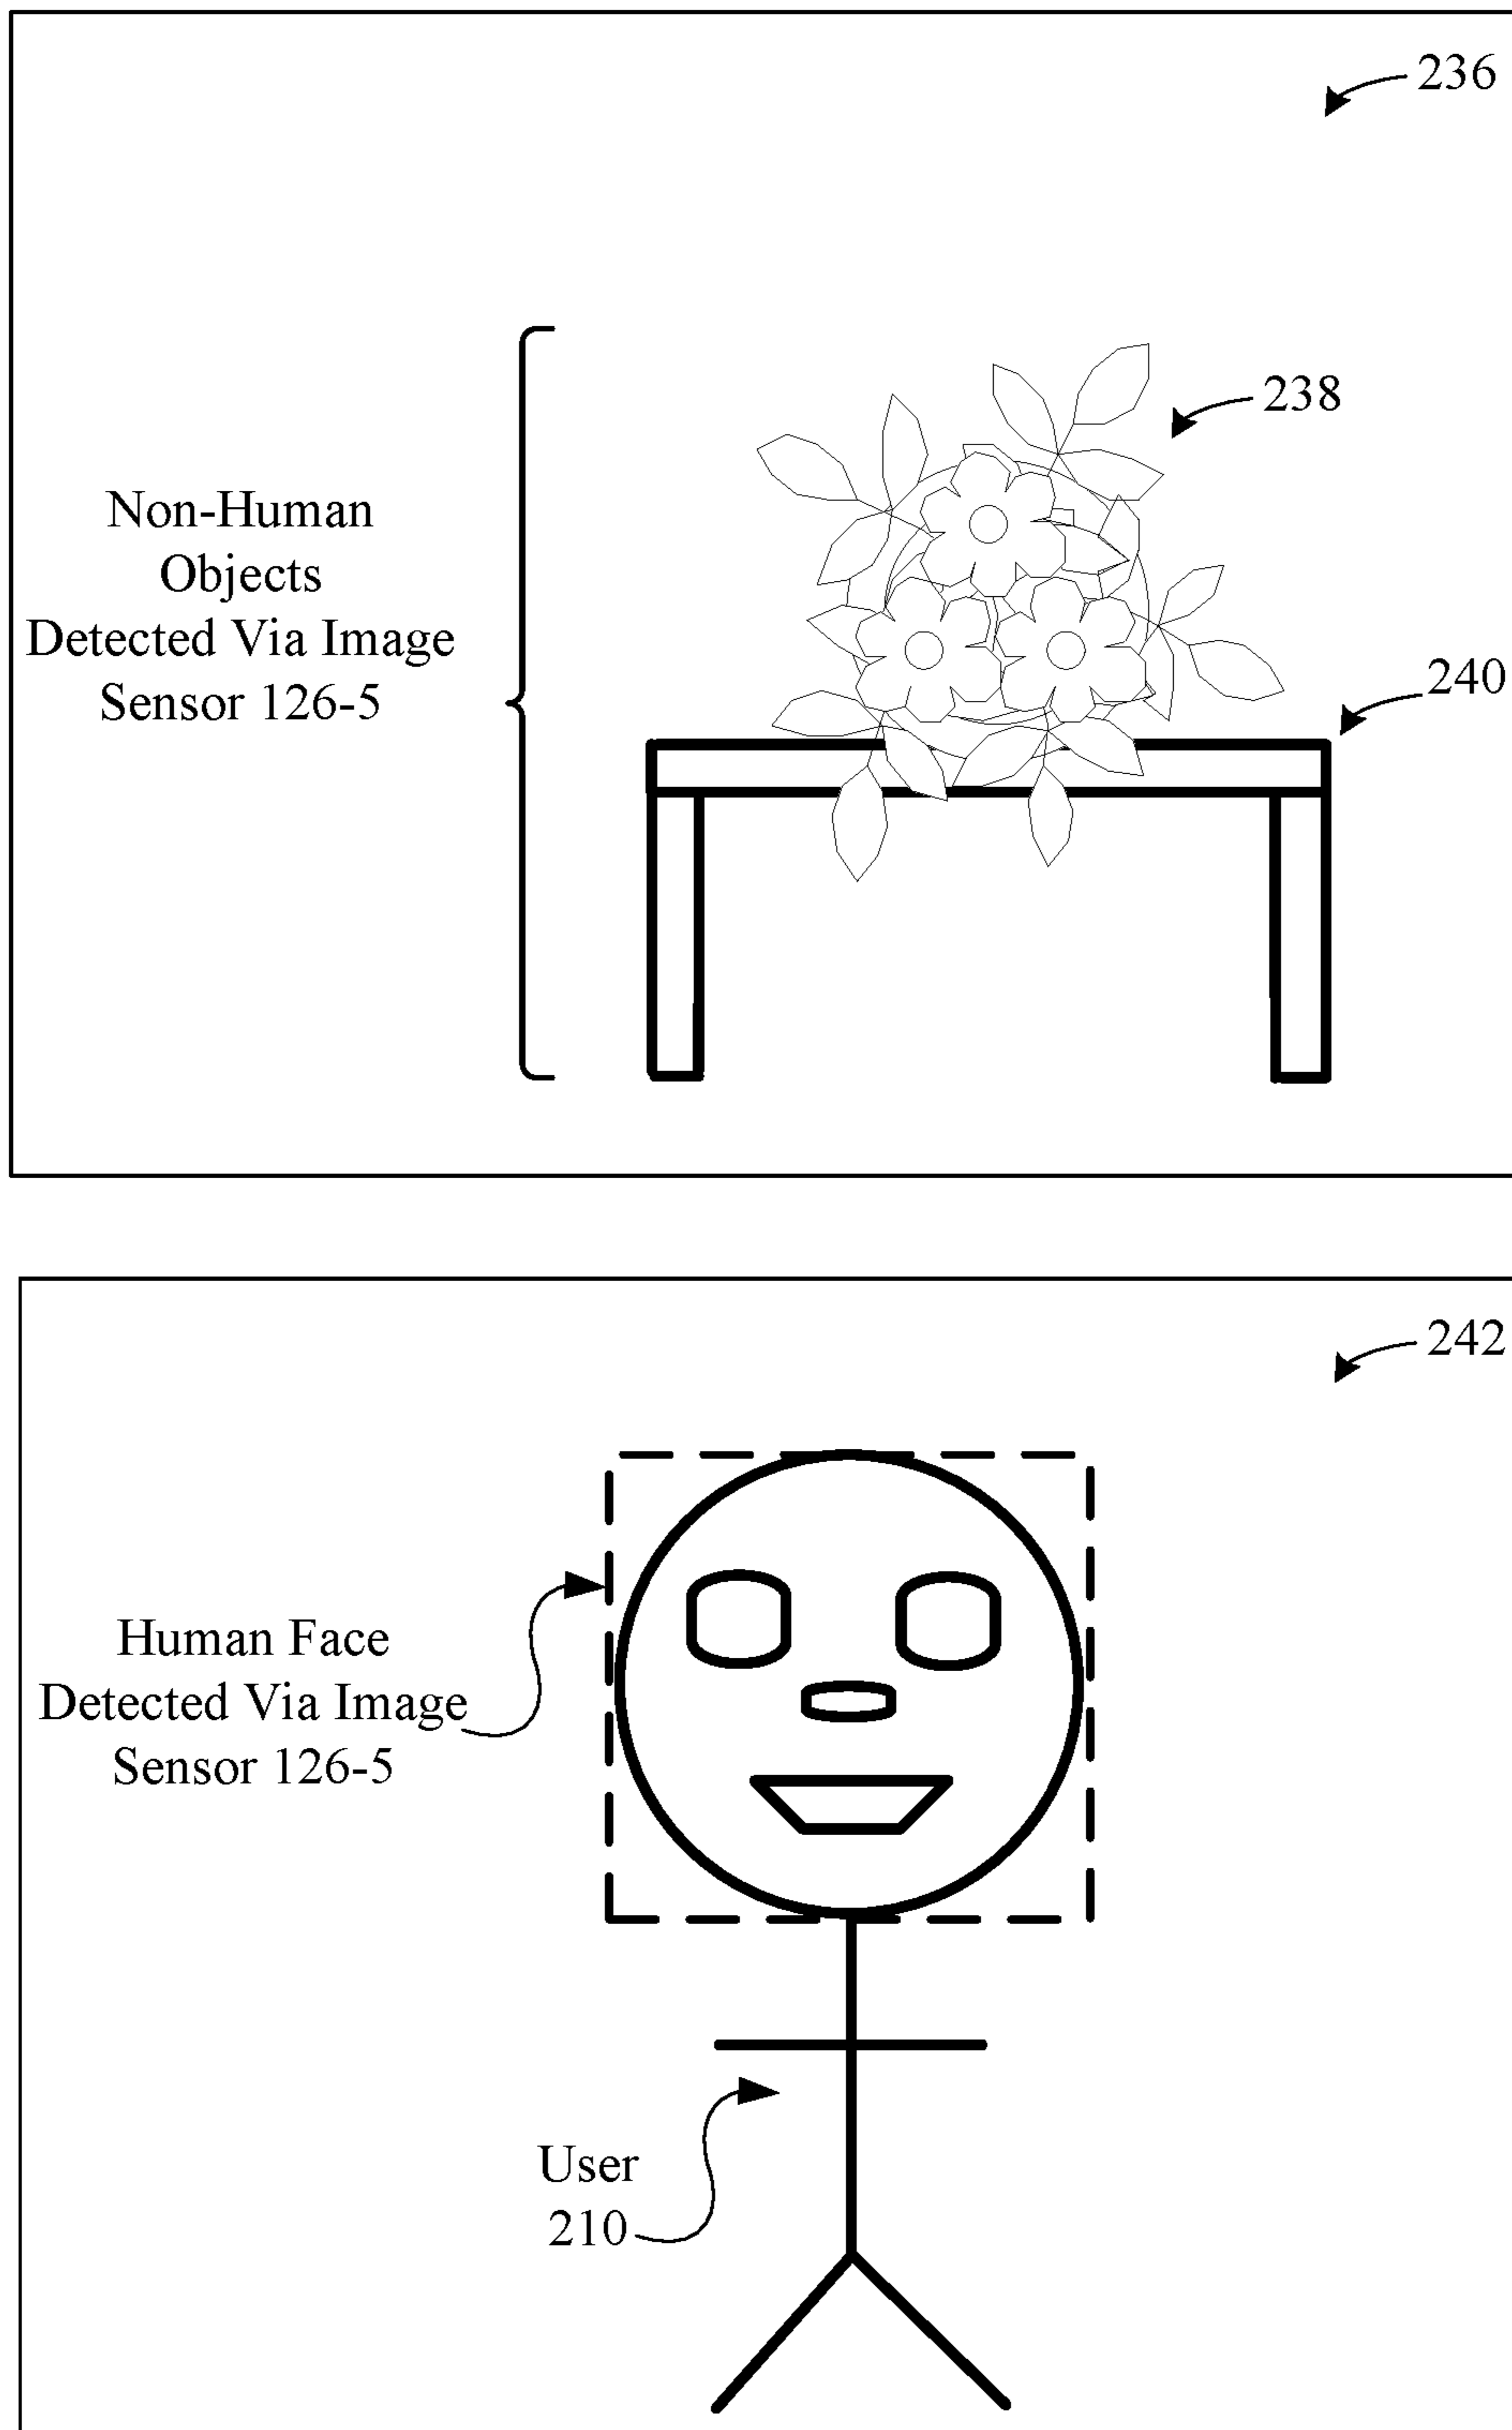 236
238
Non-Human
Objects
Detected Via Image
Sensor 126-5
240
242
Human Face
Detected Via Image
Sensor 126-5
User
210